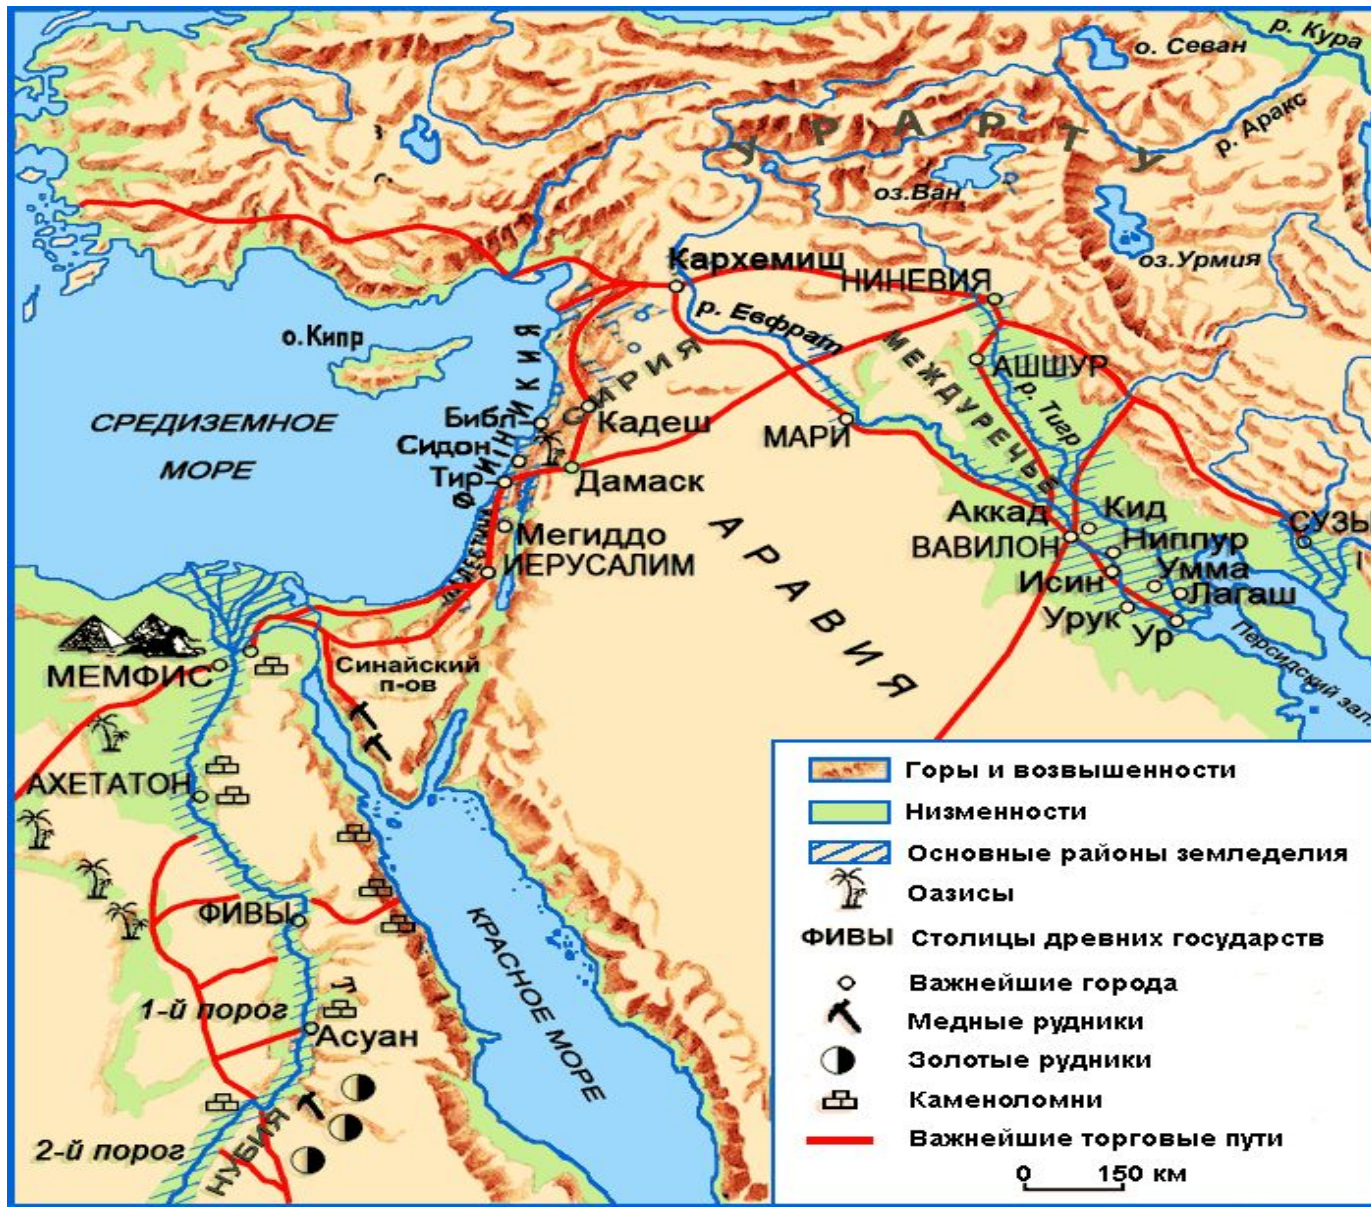 р. Кура
о. Севан
р. Аракс
УРАРТУ
оз.Ван
оз.Урмия
Кархемиш
НИНЕВИЯ
р. Евфрат
о.Кипр
МЕЖДУРЕЧЬЕ
АШШУР
р. Тигр
СИРИЯ
ФИНИКИЯ
СРЕДИЗЕМНОЕ
МОРЕ
Библ
Кадеш
МАРИ
Сидон
Тир
Дамаск
Мегиддо
ПАЛЕСТИНА
ИЕРУСАЛИМ
АРАВИЯ
Аккад
Кид
СУЗЫ
ВАВИЛОН
Ниппур
Исин
Умма
Лагаш
Урук
Ур
Персидский зал.
МЕМФИС
Синайский
п-ов
АХЕТАТОН
ФИВЫ
КРАСНОЕ МОРЕ
1-й порог
Асуан
2-й порог
НУБИЯ
Горы и возвышенности
Низменности
Основные районы земледелия
Оазисы
ФИВЫ Столицы древних государств
Важнейшие города
Медные рудники
Золотые рудники
Каменоломни
Важнейшие торговые пути
0 150 км